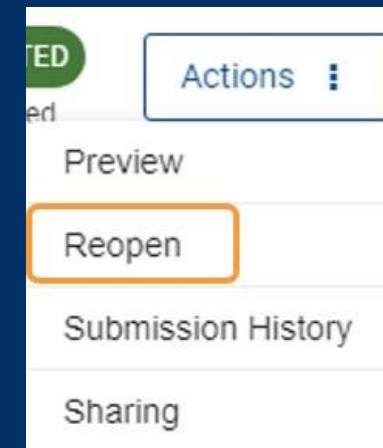 TED
Actions
ed
Preview
Reopen
Submission History
Sharing